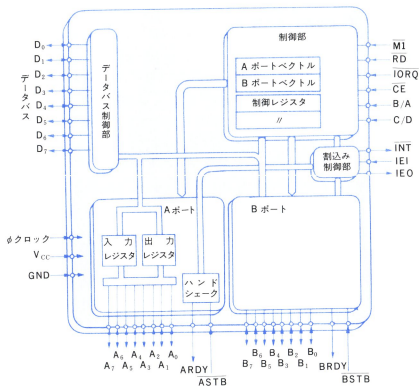 D₀
D₁
D₂
D₃
D₄
D₅
D₆
D₇
データバス
データバス制御部
制御部
Aポートベクトル
Bポートベクトル
制御レジスタ
〃
M1
RD
IORQ
CE
B/A
C/D
INT
IEI
IEO
割込み
制御部
Aポート
入力
レジスタ
出力
レジスタ
ハンド
シェーク
Bポート
φクロック
VCC
GND
A₆ A₄ A₂ A₀
A₇ A₅ A₃ A₁
ARDY
ASTB
B₆ B₄ B₂ B₀
B₇ B₅ B₃ B₁
BRDY
BSTB